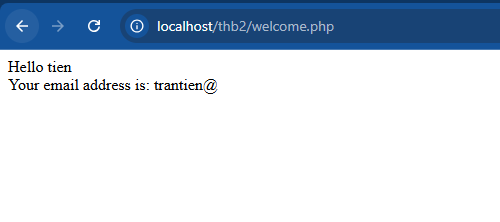 localhost/thb2/welcome.php
Hello tien
Your email address is: trantien@